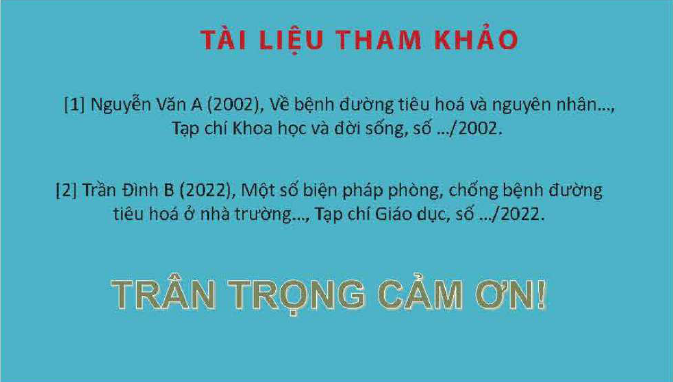 TÀI LIỆU THAM KHẢO
[1] Nguyễn Văn A (2002), Về bệnh đường tiêu hoá và nguyên nhân...,
Tạp chí Khoa học và đời sống, số .../2002.
[2] Trần Đình B (2022), Một số biện pháp phòng, chống bệnh đường
tiêu hoá ở nhà trường..., Tạp chí Giáo dục, số .../2022.
TRÂN TRỌNG CẢM ƠN!